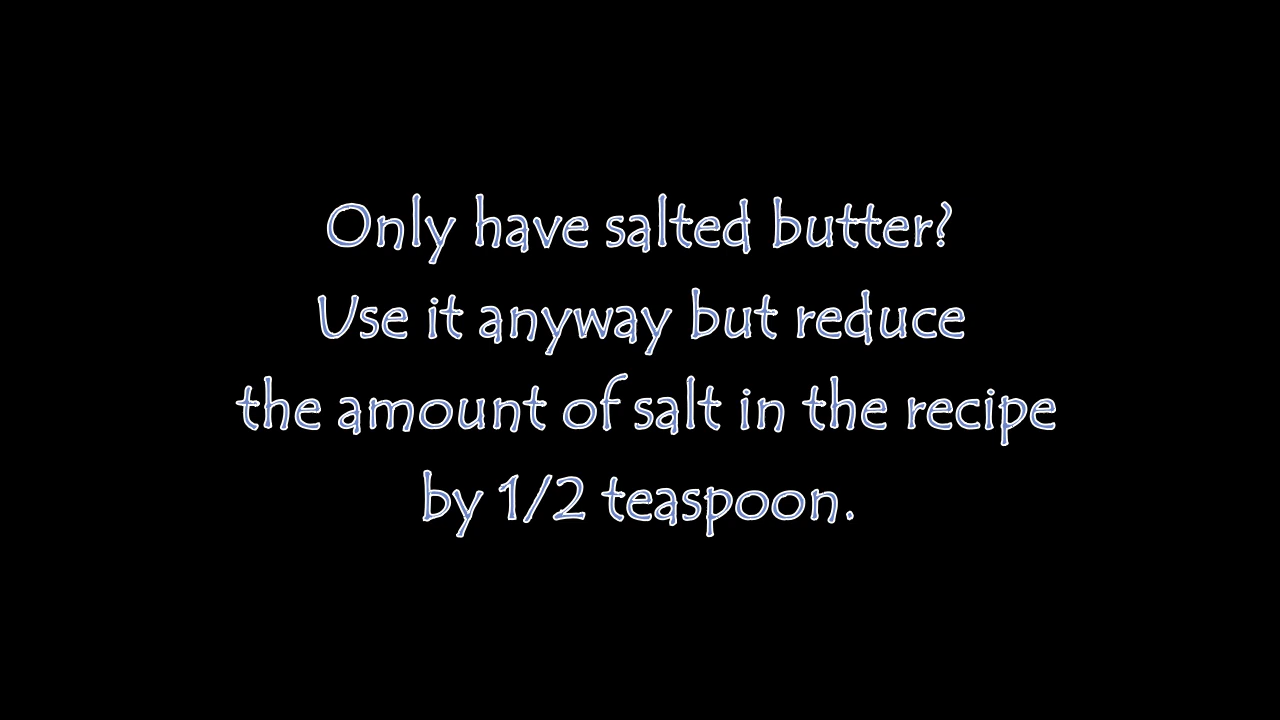 Only have salted butter?
Use it anyway but reduce
the amount of salt in the recipe
by 1/2 teaspoon.